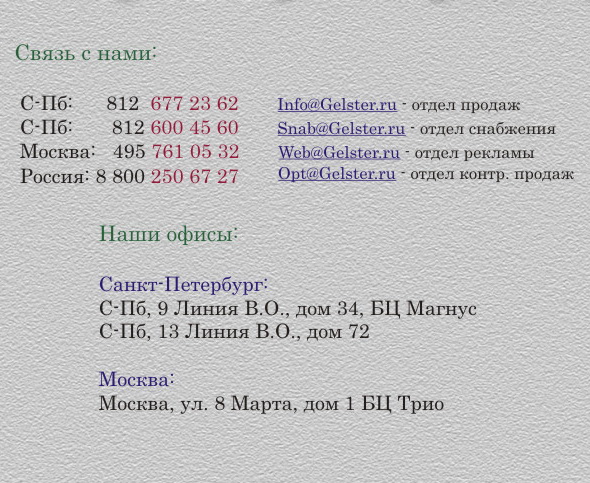 Связь с нами:
С-Пб: 812 677 23 62 Info@Gelster.ru - отдел продаж
С-Пб: 812 600 45 60 Snab@Gelster.ru - отдел снабжения
Москва: 495 761 05 32 Web@Gelster.ru - отдел рекламы
Россия: 8 800 250 67 27 Opt@Gelster.ru - отдел контр. продаж
Наши офисы:
Санкт-Петербург:
С-Пб, 9 Линия В.О., дом 34, БЦ Магнус
С-Пб, 13 Линия В.О., дом 72
Москва:
Москва, ул. 8 Марта, дом 1 БЦ Трио